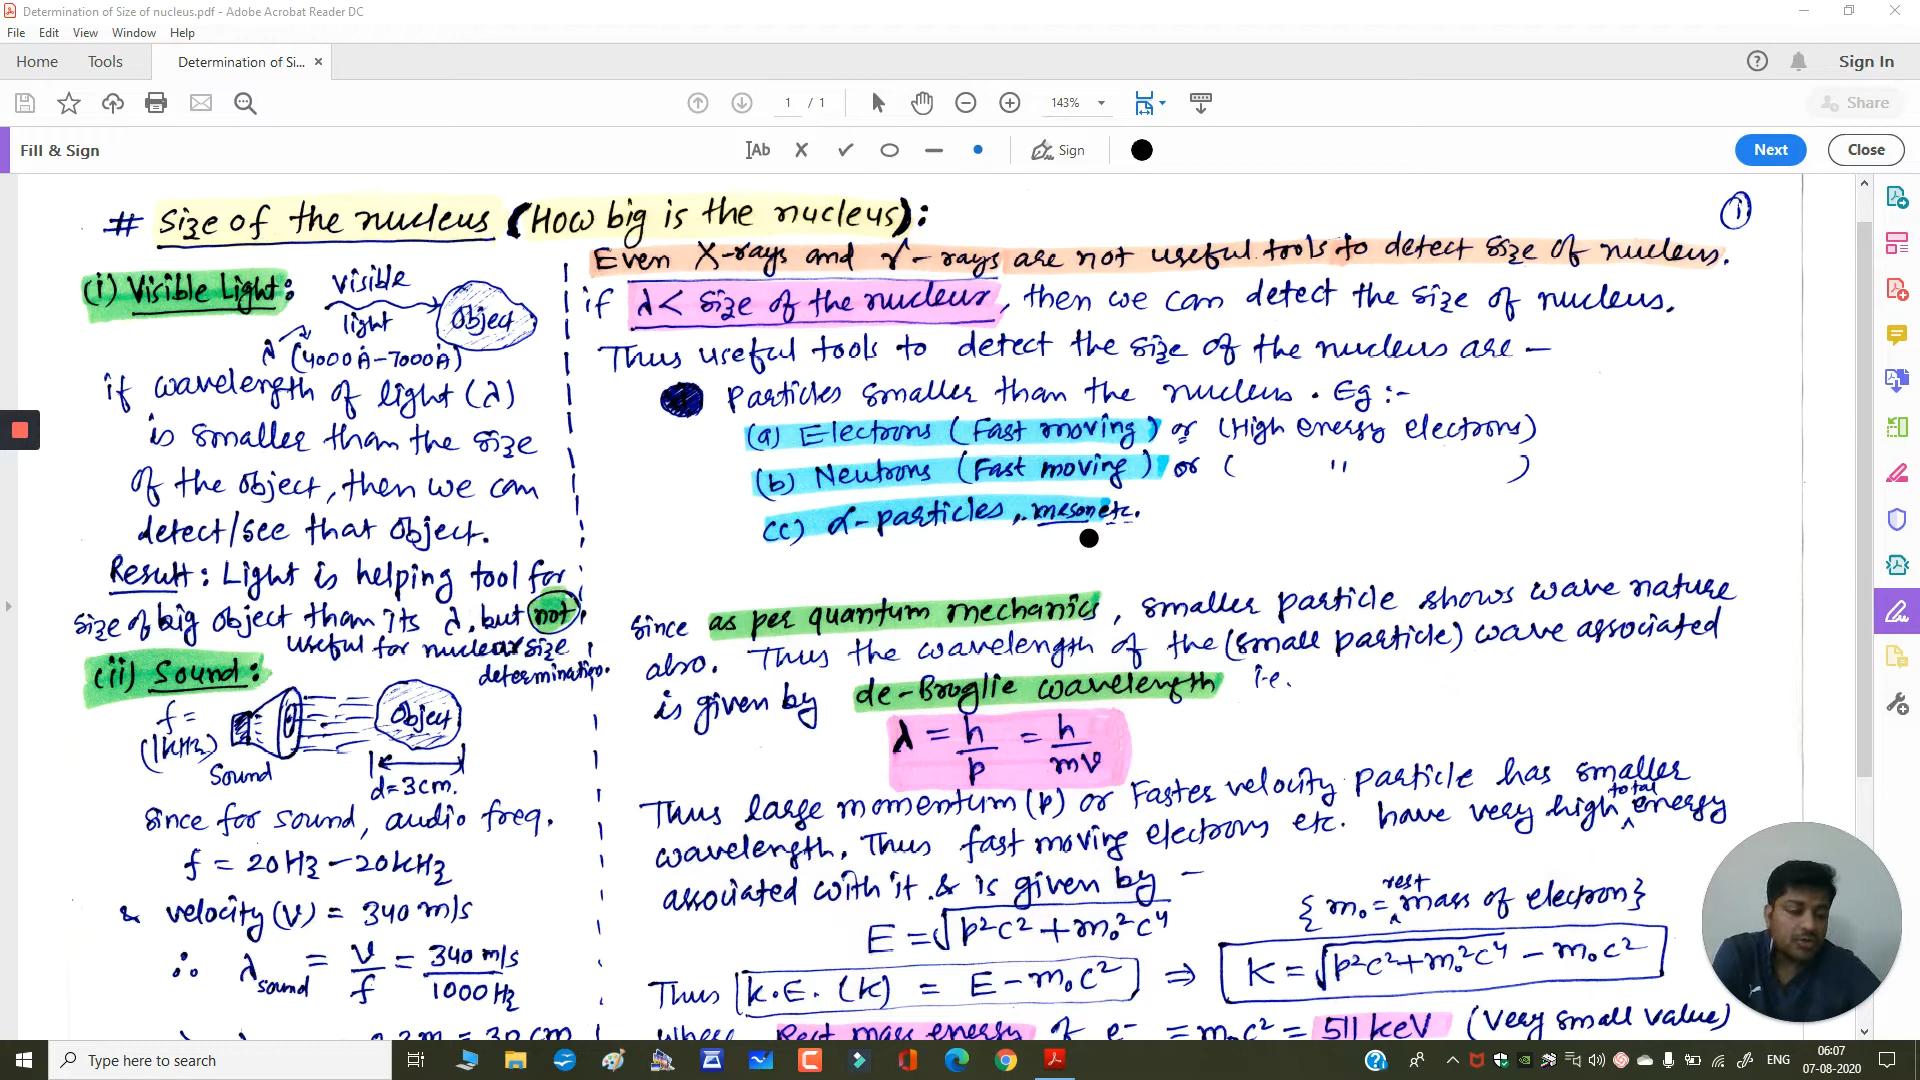 Determination of Size of nucleus.pdf - Adobe Acrobat Reader DC
File Edit View Window Help
Home Tools Determination of Si... × Sign In
1 / 1 143% Share
Fill & Sign Ab Sign Next Close
# Size of the nucleus (How big is the nucleus):
(i)
(i) Visible Light:
visible
light
object
λ (4000Å-7000Å)
if wavelength of light (λ)
is smaller than the size
of the object, then we can
detect/see that object.
Result: Light is helping tool for
size of big object than its λ, but not
useful for nuclear size
determination.
(ii) Sound:
f =
(1kHz)
Sound
object
d=3cm.
since for sound, audio freq.
f = 20Hz-20kHz
& velocity (v) = 340 m/s
∴ λsound = v/f = 340 m/s / 1000Hz
= 30 cm
Even X-rays and γ-rays are not useful tools to detect size of nucleus.
if λ < size of the nucleus, then we can detect the size of nucleus.
Thus useful tools to detect the size of the nucleus are —
Particles smaller than the nucleus. Eg :-
(a) Electrons (Fast moving) or (High energy electrons)
(b) Neutrons (Fast moving) or ( " )
(c) α-particles, meson etc.
since as per quantum mechanics, smaller particle shows wave nature
also. Thus the wavelength of the (small particle) wave associated
is given by de-Broglie wavelength i.e.
λ = h/p = h/mv
Thus large momentum (p) or Faster velocity particle has smaller
wavelength. Thus fast moving electrons etc. have very high total energy
associated with it & is given by —
E = √p²c² + m₀²c⁴
{m₀ = rest mass of electron}
Thus K.E. (K) = E - m₀c² ⇒ K = √p²c² + m₀²c⁴ - m₀c²
Where Rest mass energy of e- = m₀c² = 511 keV (Very small value)
Type here to search
ENG
06:07
07-08-2020